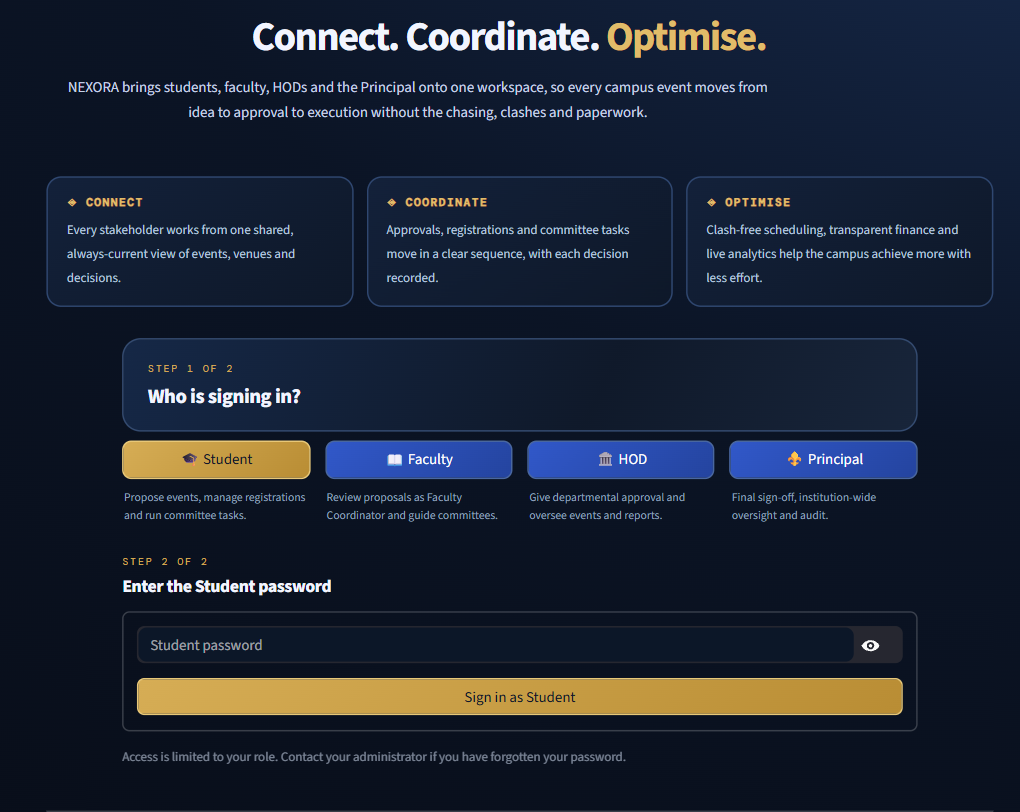 Connect. Coordinate. Optimise.
NEXORA brings students, faculty, HODs and the Principal onto one workspace, so every campus event moves from
idea to approval to execution without the chasing, clashes and paperwork.
CONNECT
Every stakeholder works from one shared,
always-current view of events, venues and
decisions.
COORDINATE
Approvals, registrations and committee tasks
move in a clear sequence, with each decision
recorded.
OPTIMISE
Clash-free scheduling, transparent finance and
live analytics help the campus achieve more with
less effort.
STEP 1 OF 2
Who is signing in?
Student
Propose events, manage registrations
and run committee tasks.
Faculty
Review proposals as Faculty
Coordinator and guide committees.
HOD
Give departmental approval and
oversee events and reports.
Principal
Final sign-off, institution-wide
oversight and audit.
STEP 2 OF 2
Enter the Student password
Student password
Sign in as Student
Access is limited to your role. Contact your administrator if you have forgotten your password.